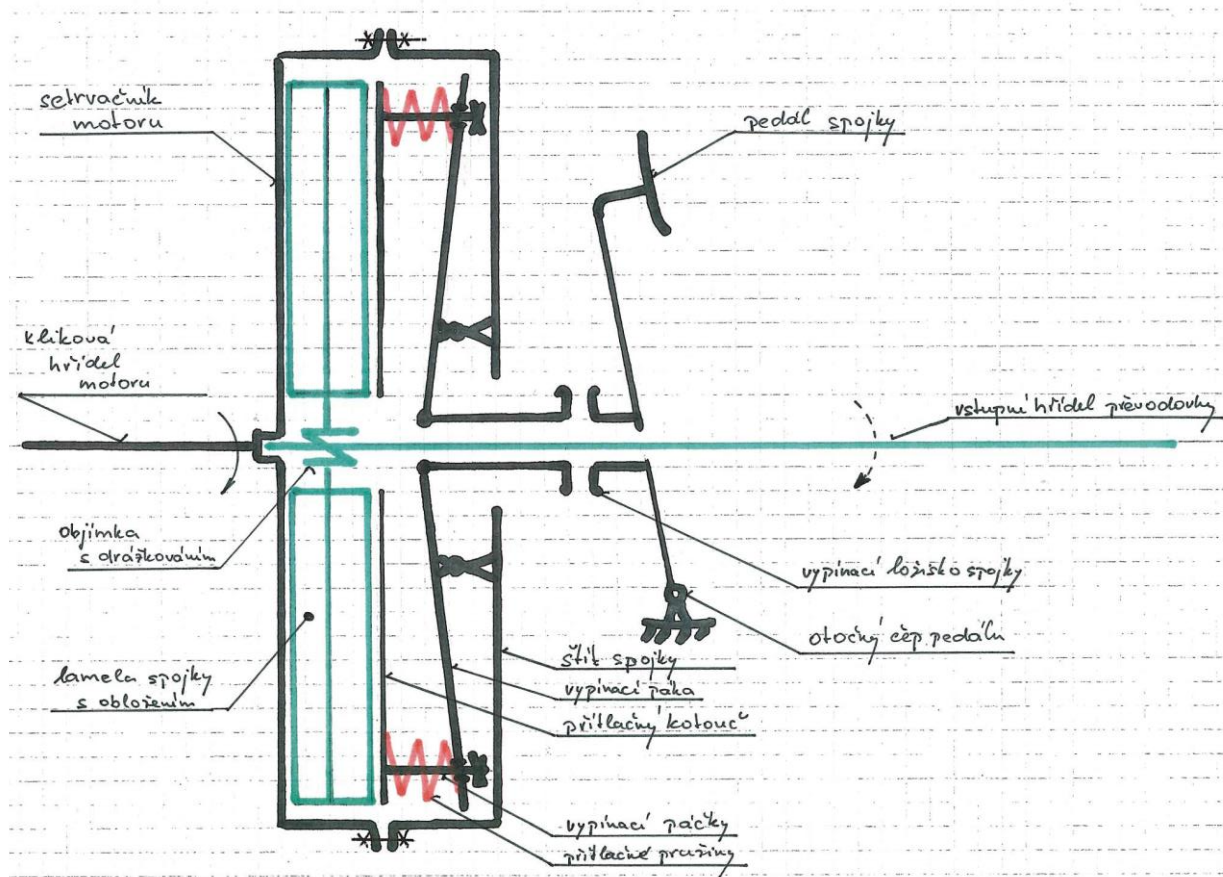 setrvačník
motoru
pedál spojky
kliková
hřídel
motoru
vstupní hřídel převodovky
objímka
s drážkováním
vypínací ložisko spojky
otočný čep pedálu
lamela spojky
s obložením
štít spojky
vypínací páka
přítlačný kotouč
vypínací páčky
přítlačné pružiny